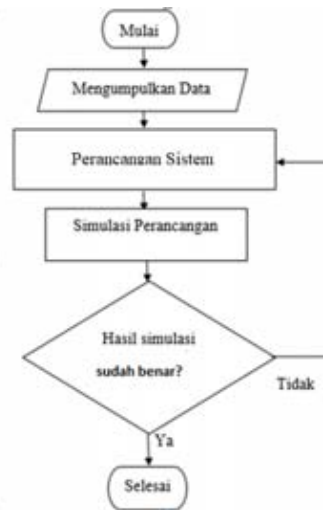 Mulai
Mengumpulkan Data
Perancangan Sistem
Simulasi Perancangan
Hasil simulasi
sudah benar?
Tidak
Ya
Selesai